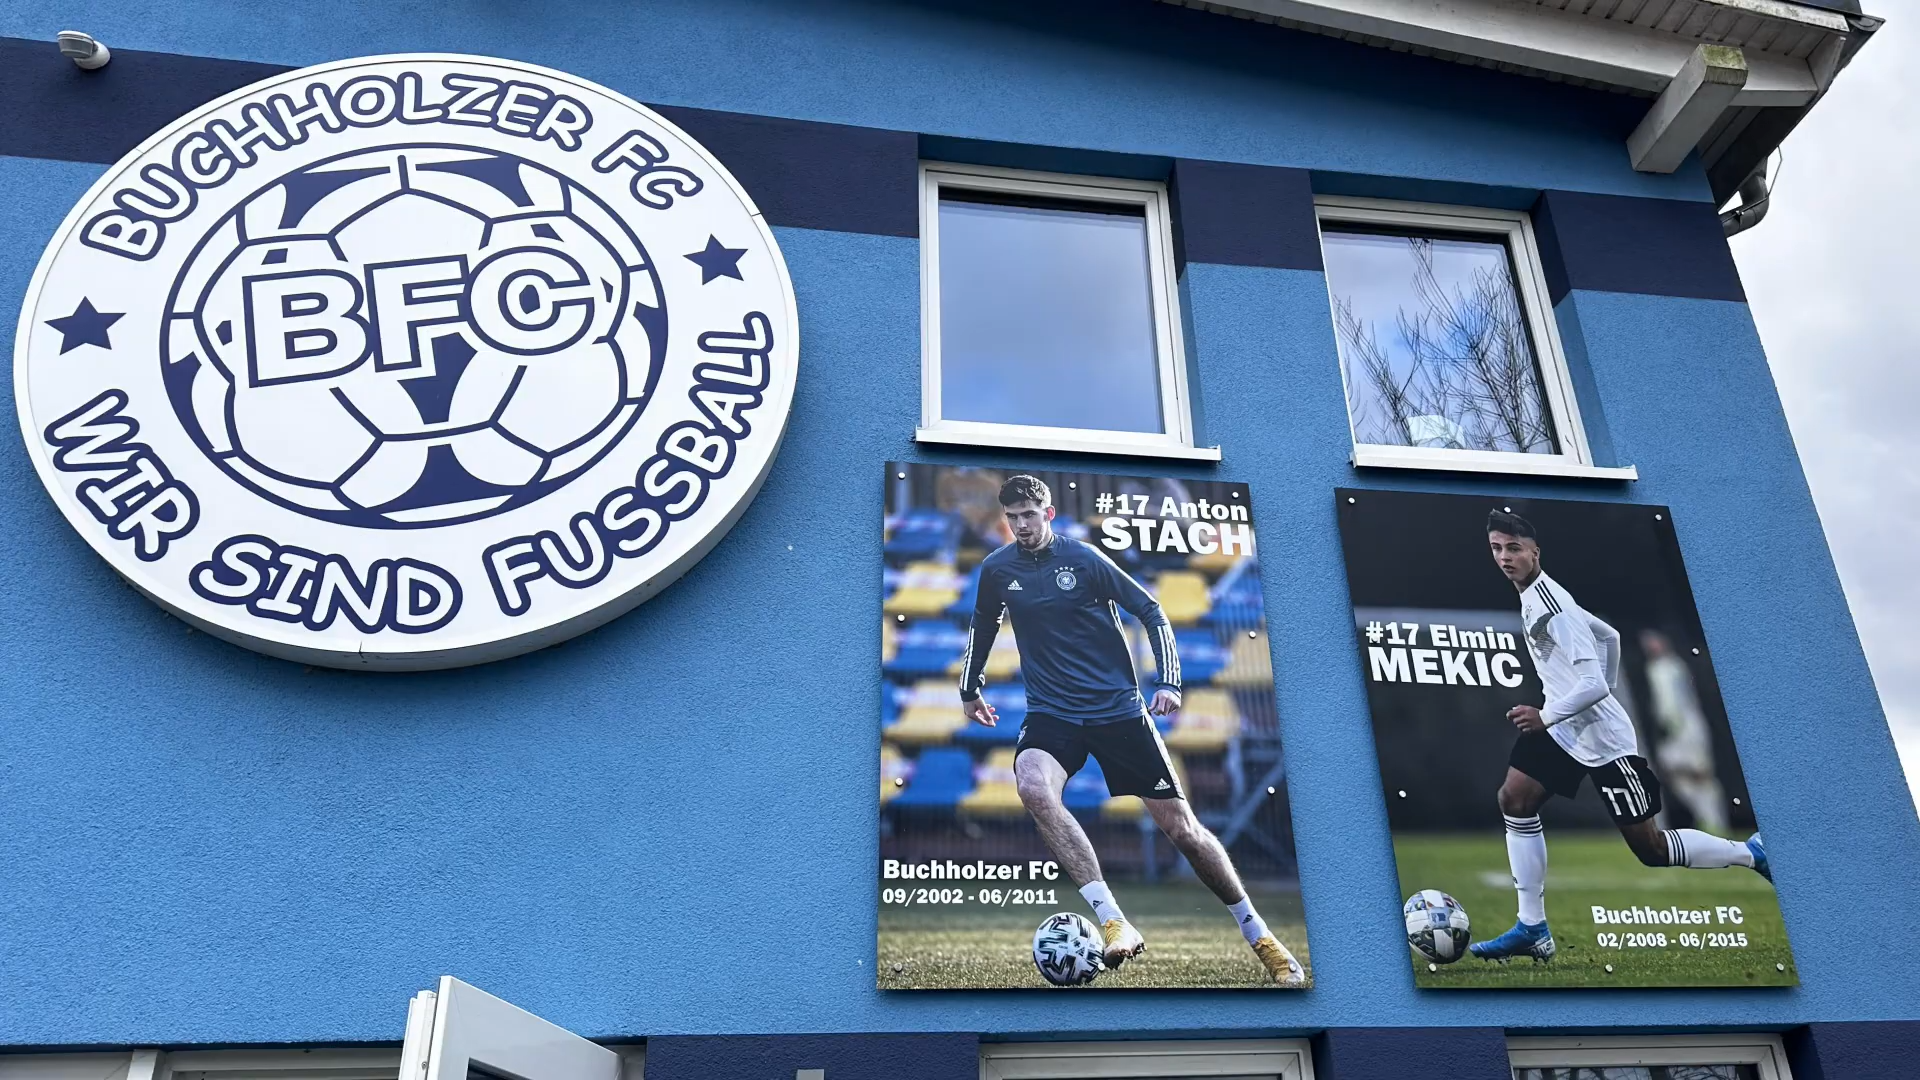 BUCHHOLZER FC
BFC
WIR SIND FUSSBALL
#17 Anton
STACH
Buchholzer FC
09/2002 - 06/2011
#17 Elmin
MEKIC
17
Buchholzer FC
02/2008 - 06/2015